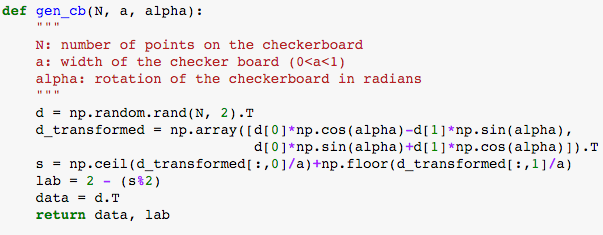 def gen_cb(N, a, alpha):
    """
    N: number of points on the checkerboard
    a: width of the checker board (0<a<1)
    alpha: rotation of the checkerboard in radians
    """
    d = np.random.rand(N, 2).T
    d_transformed = np.array([d[0]*np.cos(alpha)-d[1]*np.sin(alpha),
                              d[0]*np.sin(alpha)+d[1]*np.cos(alpha)]).T
    s = np.ceil(d_transformed[:,0]/a)+np.floor(d_transformed[:,1]/a)
    lab = 2 - (s%2)
    data = d.T
    return data, lab